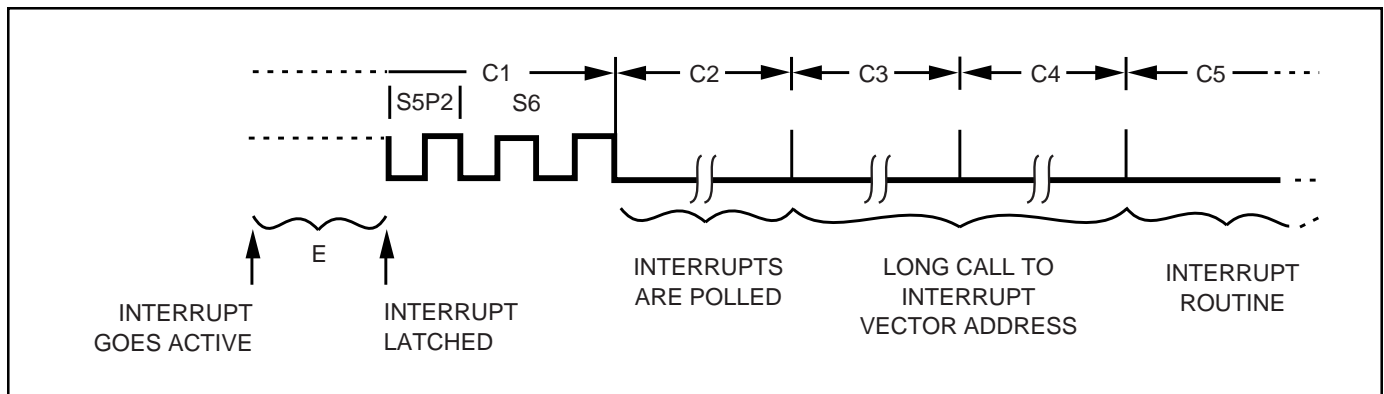 C1
C2
C3
C4
C5
S5P2
S6
E
INTERRUPT
GOES ACTIVE
INTERRUPT
LATCHED
INTERRUPTS
ARE POLLED
LONG CALL TO
INTERRUPT
VECTOR ADDRESS
INTERRUPT
ROUTINE